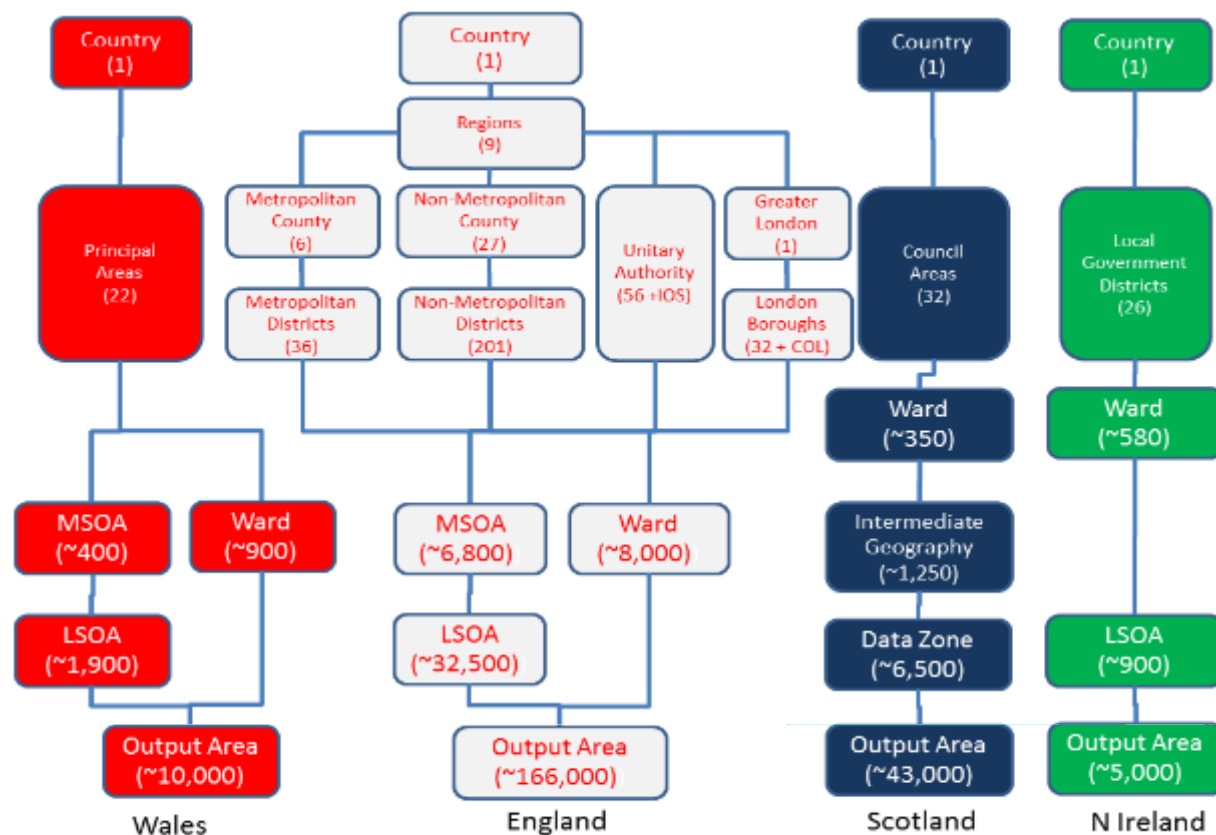 Country
(1)
Principal
Areas
(22)
MSOA
(~400)
Ward
(~900)
LSOA
(~1,900)
Output Area
(~10,000)
Wales
Country
(1)
Regions
(9)
Metropolitan
County
(6)
Non-Metropolitan
County
(27)
Unitary
Authority
(56 +IOS)
Greater
London
(1)
Metropolitan
Districts
(36)
Non-Metropolitan
Districts
(201)
London
Boroughs
(32 + COL)
MSOA
(~6,800)
Ward
(~8,000)
LSOA
(~32,500)
Output Area
(~166,000)
England
Country
(1)
Council
Areas
(32)
Ward
(~350)
Intermediate
Geography
(~1,250)
Data Zone
(~6,500)
Output Area
(~43,000)
Scotland
Country
(1)
Local
Government
Districts
(26)
Ward
(~580)
LSOA
(~900)
Output Area
(~5,000)
N Ireland